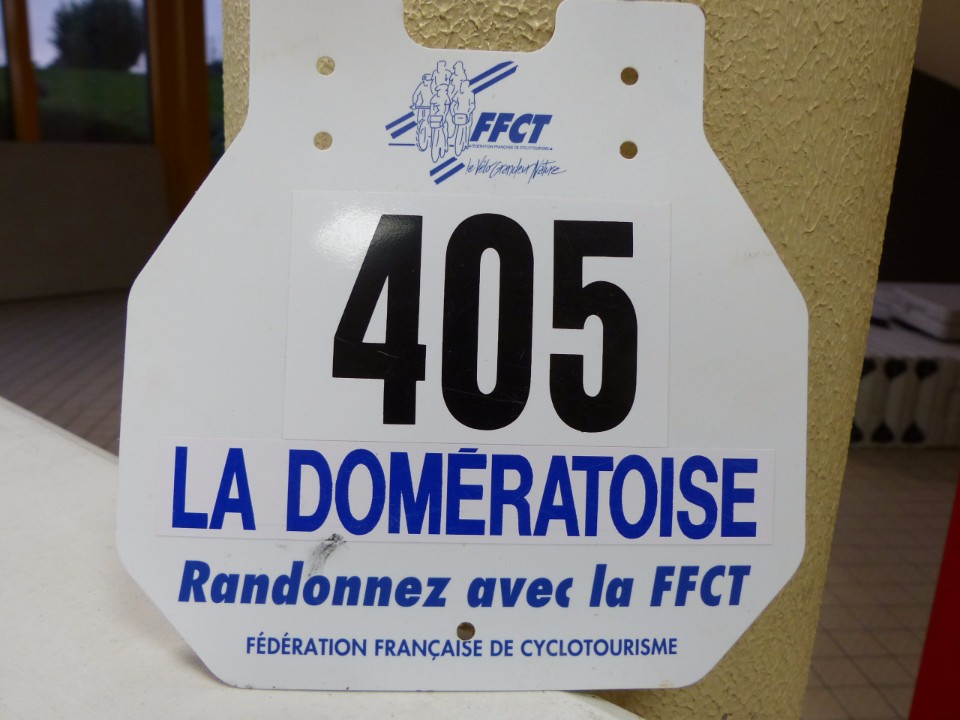 FFCT
FÉDÉRATION FRANÇAISE DE CYCLOTOURISME
le Vélo Grandeur Nature
405
LA DOMÉRATOISE
Randonnez avec la FFCT
FÉDÉRATION FRANÇAISE DE CYCLOTOURISME